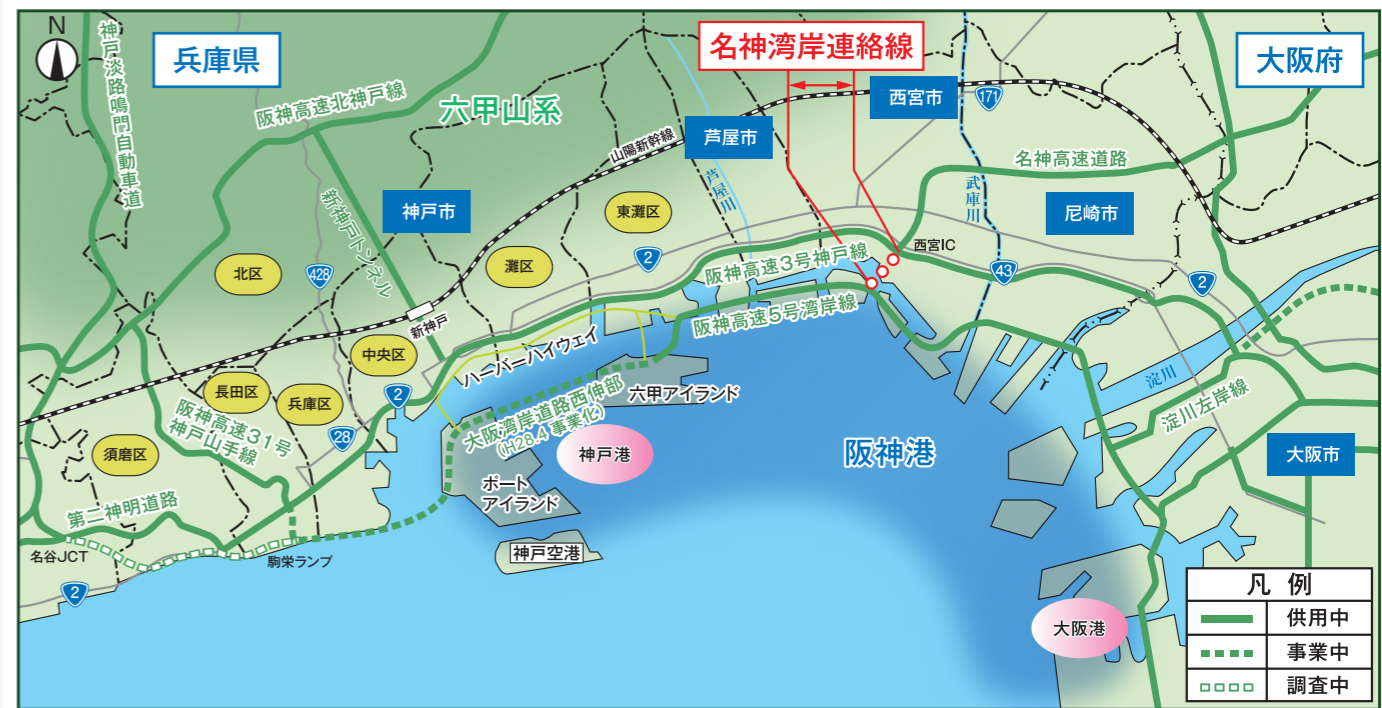 N
神戸淡路鳴門自動車道
兵庫県
阪神高速北神戸線
六甲山系
名神湾岸連絡線
大阪府
西宮市
171
山陽新幹線
芦屋市
芦屋川
名神高速道路
武庫川
尼崎市
新神戸トンネル
神戸市
東灘区
西宮IC
2
阪神高速3号神戸線
43
2
北区
428
灘区
新神戸
阪神高速5号湾岸線
中央区
ハーバーハイウェイ
淀川
長田区
兵庫区
2
六甲アイランド
淀川左岸線
大阪湾岸道路西伸部
(H28.4 事業化)
阪神高速31号
神戸山手線
28
須磨区
神戸港
阪神港
大阪市
ポート
アイランド
第二神明道路
名谷JCT
駒栄ランプ
神戸空港
2
大阪港
凡 例
供用中
事業中
調査中